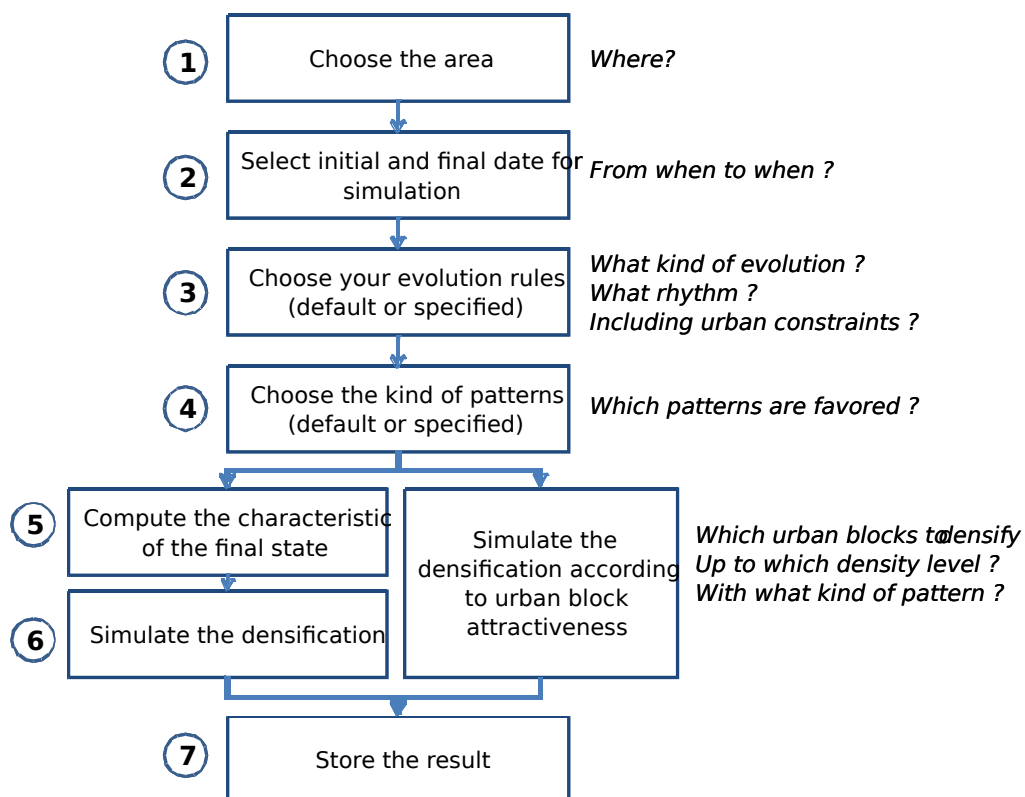 1
Choose the area
Where?
2
Select initial and final date for
simulation
From when to when ?
3
Choose your evolution rules
(default or specified)
What kind of evolution ?
What rhythm ?
Including urban constraints ?
4
Choose the kind of patterns
(default or specified)
Which patterns are favored ?
5
Compute the characteristic
of the final state
6
Simulate the densification
Simulate the
densification according
to urban block
attractiveness
Which urban blocks to densify
Up to which density level ?
With what kind of pattern ?
7
Store the result